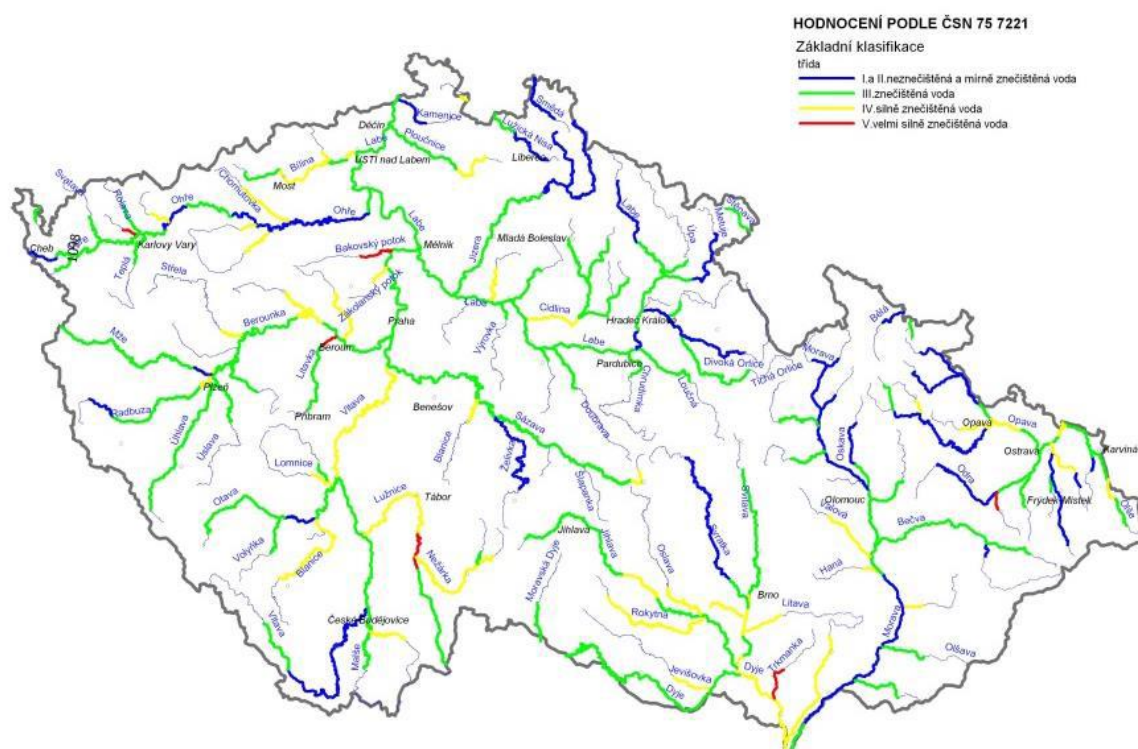 HODNOCENÍ PODLE ČSN 75 7221
Základní klasifikace
třída
I.a II.neznečištěná a mírně znečištěná voda
III.znečištěná voda
IV.silně znečištěná voda
V.velmi silně znečištěná voda
Smědá
Kamenice
Děčín
Lužická Nisa
Ploučnice
Labe
Liberec
Bílina
ÚSTÍ nad Labem
Svatava
Most
Rolava
Chomutovka
Ohře
Ohře
Labe
Stěnava
Metuje
Labe
Úpa
Cheb
1098
Karlovy Vary
Mladá Boleslav
Bakovský potok
Mělník
Jizera
Teplá
Střela
Zákolanský potok
Bělá
Labe
Cidlina
Berounka
Praha
Hradec Králové
Mže
Výrovka
Beroun
Labe
Divoká Orlice
Morava
Litavka
Pardubice
Tichá Orlice
Plzeň
Chrudimka
Loučná
Radbuza
Vltava
Benešov
Příbram
Doubrava
Úhlava
Úslava
Sázava
Opava
Opava
Blanice
Želivka
Oskava
Ostrava
Karviná
Lomnice
Odra
Šlapanka
Svitava
Otava
Lužnice
Tábor
Olomouc
Frýdek Místek
Olše
Valová
Bečva
Svratka
Jihlava
Jihlava
Volyňka
Nežárka
Oslava
Blanice
Moravská Dyje
Haná
Brno
Litava
Rokytná
Morava
České Budějovice
Vltava
Malše
Trkmanka
Olšava
Dyje
Jevišovka
Dyje